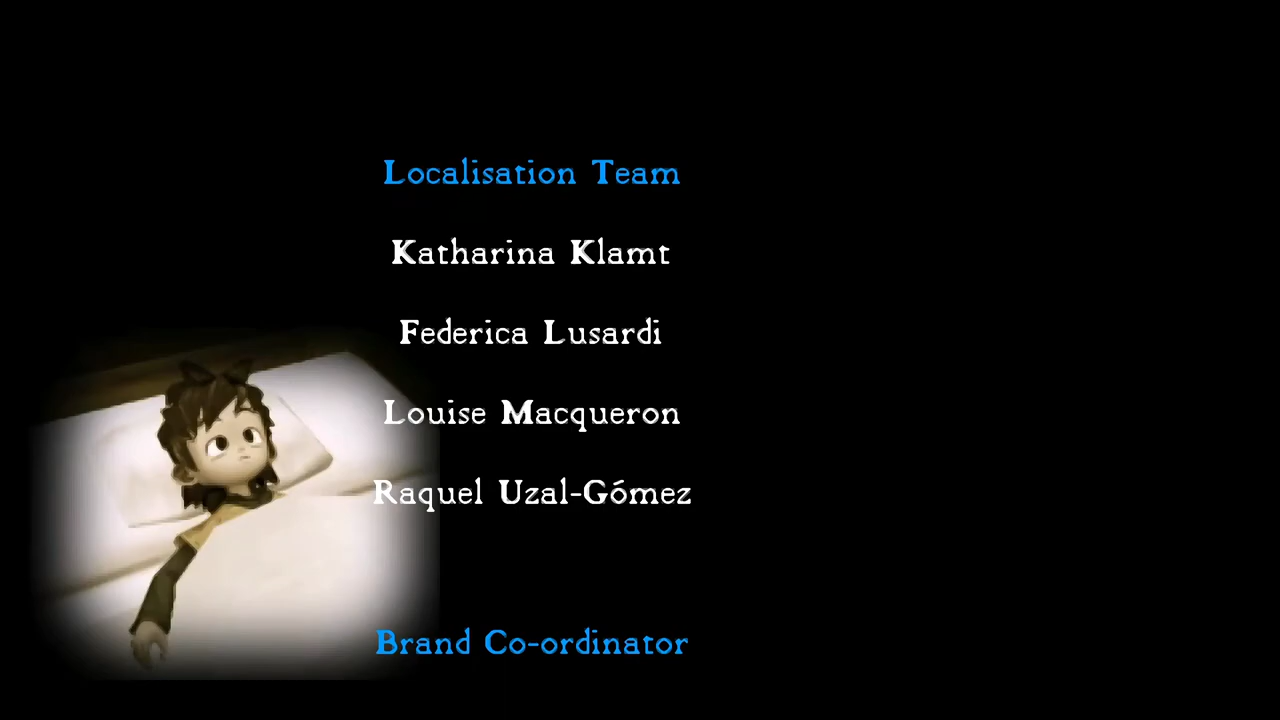 Localisation Team
Katharina Klamt
Federica Lusardi
Louise Macqueron
Raquel Uzal-Gómez
Brand Co-ordinator